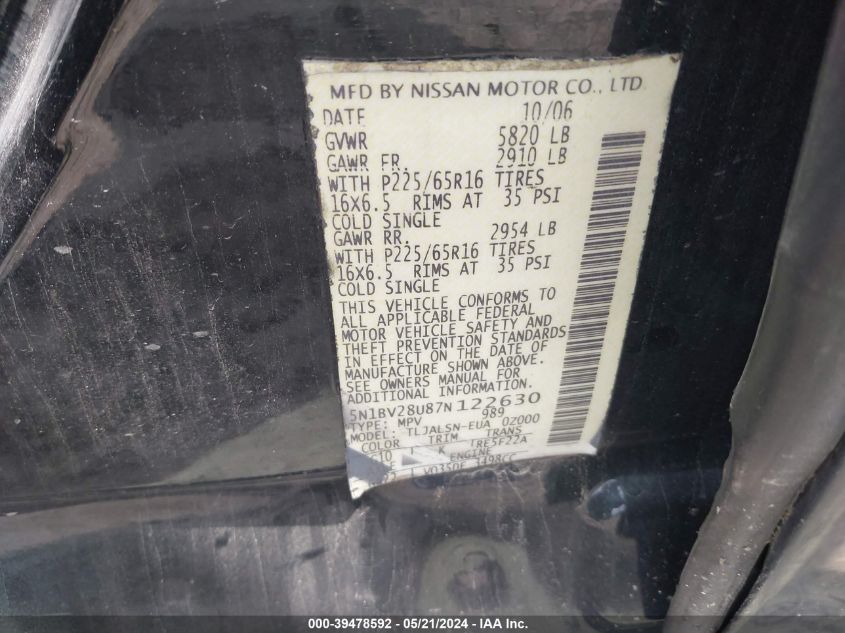 MFD BY NISSAN MOTOR CO., LTD.
DATE 10/06
GVWR 5820 LB
GAWR FR. 2910 LB
WITH P225/65R16 TIRES
16X6.5 RIMS AT 35 PSI
COLD SINGLE
GAWR RR. 2954 LB
WITH P225/65R16 TIRES
16X6.5 RIMS AT 35 PSI
COLD SINGLE
THIS VEHICLE CONFORMS TO
ALL APPLICABLE FEDERAL
MOTOR VEHICLE SAFETY AND
THEFT PREVENTION STANDARDS
IN EFFECT ON THE DATE OF
MANUFACTURE SHOWN ABOVE.
SEE OWNERS MANUAL FOR
ADDITIONAL INFORMATION.
5N1BV28U87N122630
TYPE: MPV 989
MODEL: TLJALSN-EUA 02000
COLOR TRIM TRANS
K TRE5F22A
ENGINE
VQ35DE 3498CC
000-39478592 - 05/21/2024 - IAA Inc.